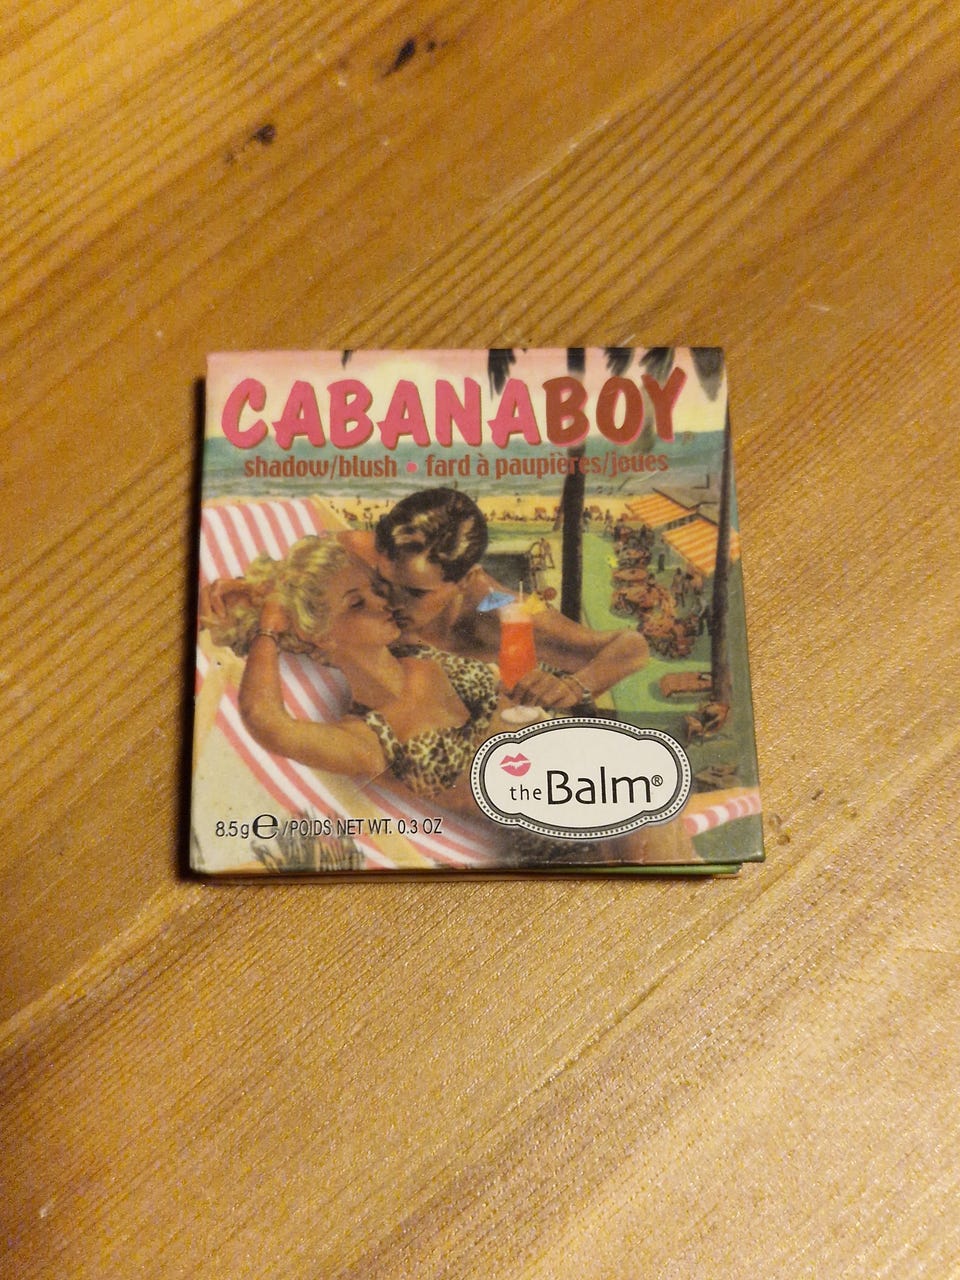 CABANABOY
shadow/blush • fard à paupières/joues
the Balm®
8.5g ℮ /POIDS NET WT. 0.3 OZ